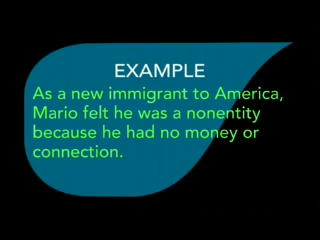 EXAMPLE
As a new immigrant to America,
Mario felt he was a nonentity
because he had no money or
connection.